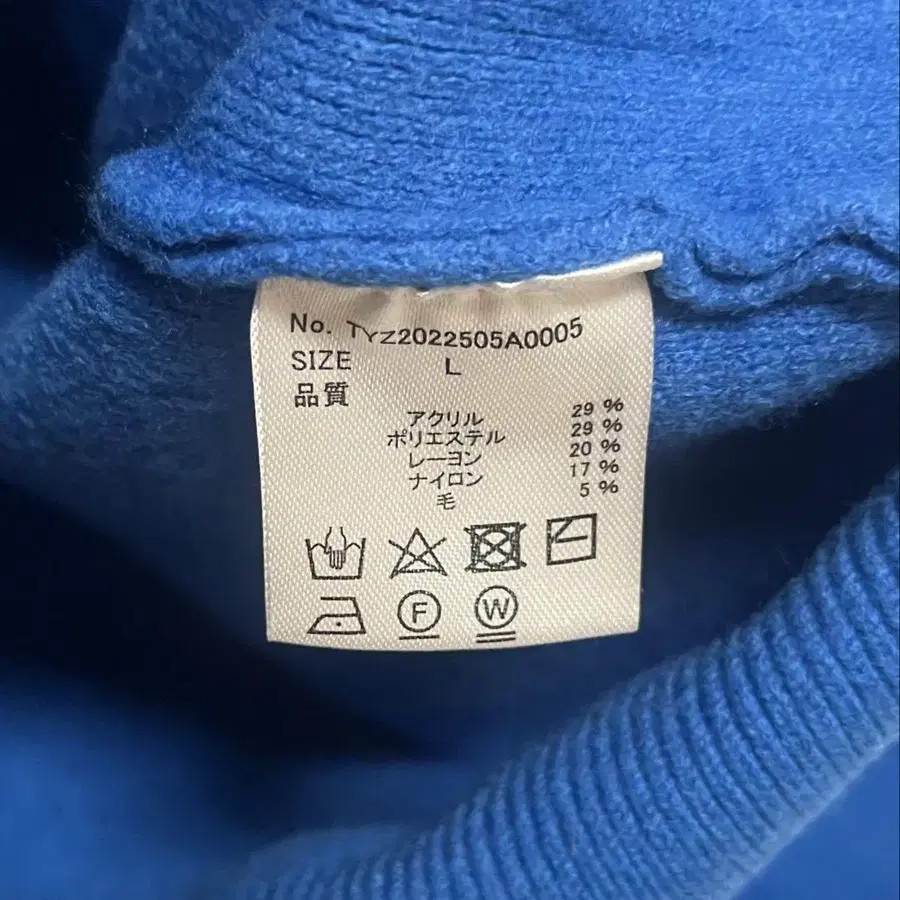 No. TYZ2022505A0005
SIZE L
品質
アクリル 29 %
ポリエステル 29 %
レーヨン 20 %
ナイロン 17 %
毛 5 %
F W